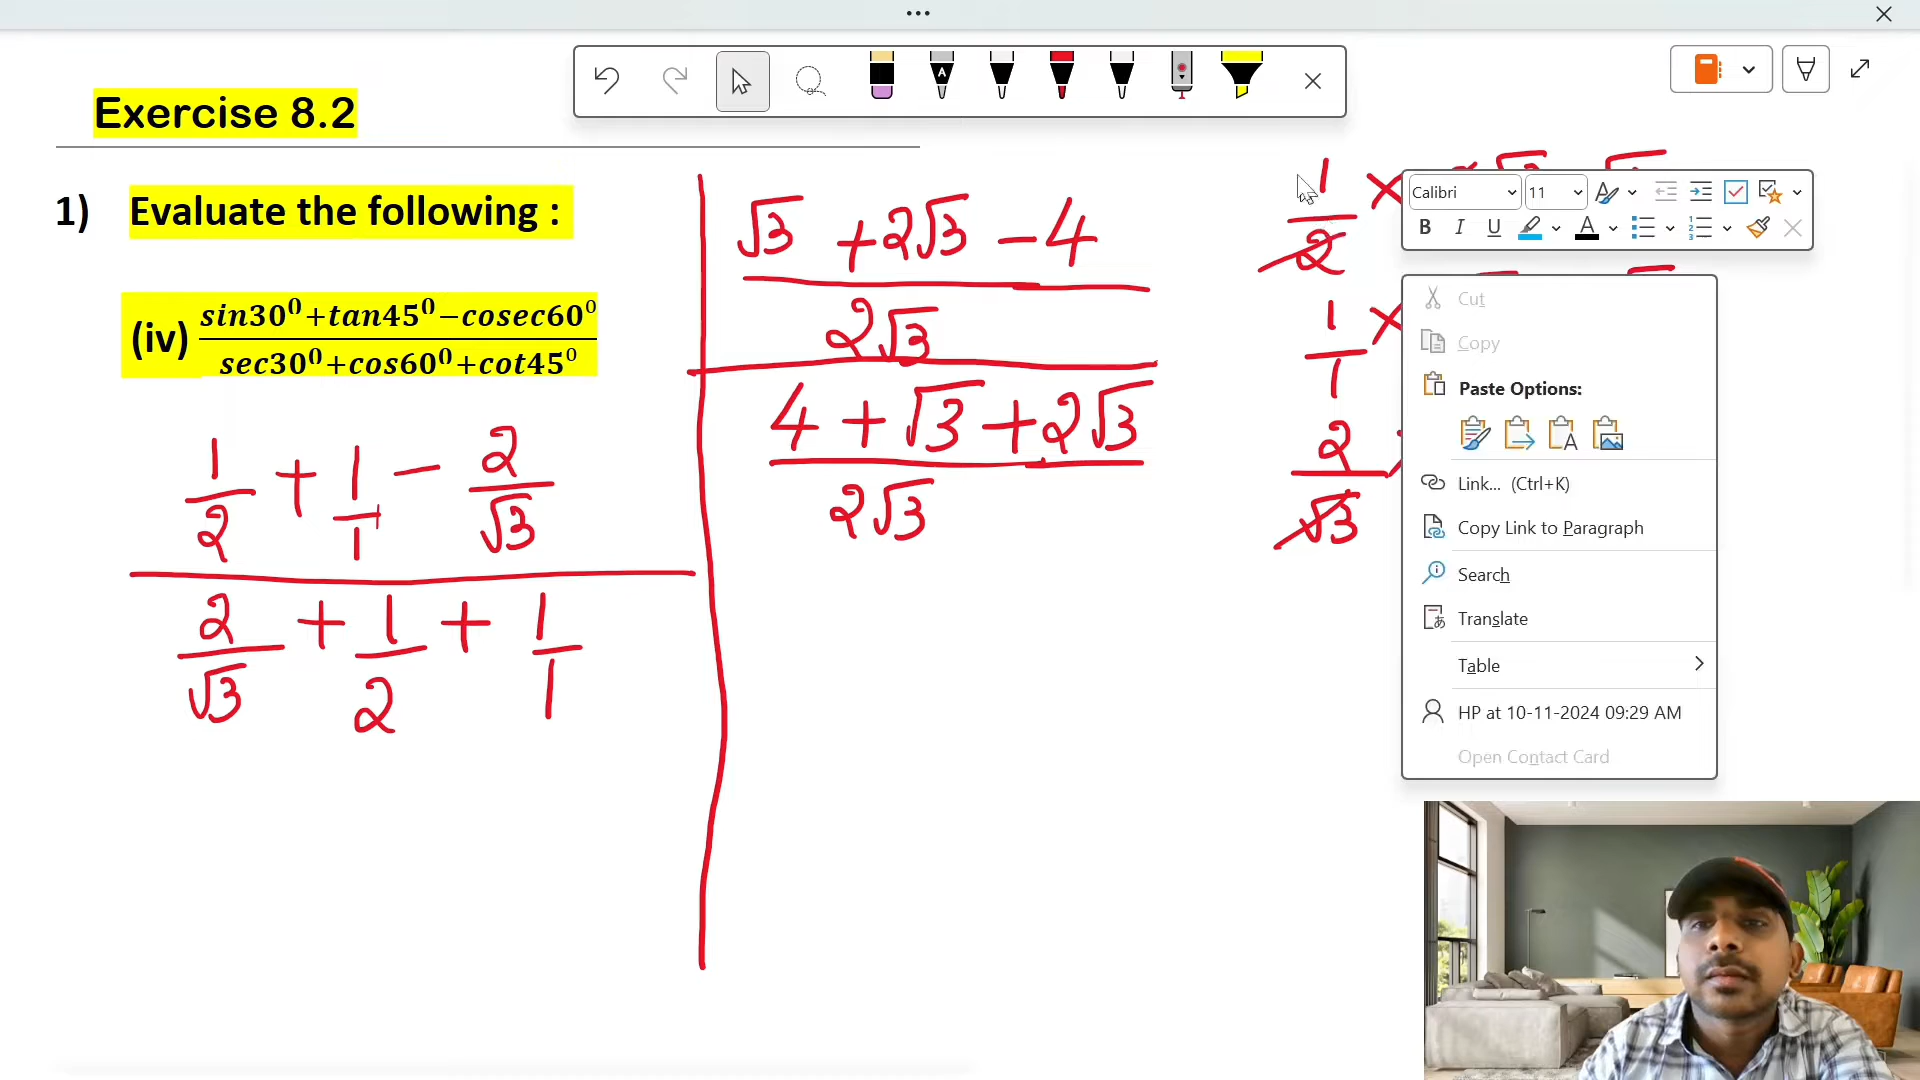 Exercise 8.2
1) Evaluate the following :
(iv) sin30⁰+tan45⁰−cosec60⁰
sec30⁰+cos60⁰+cot45⁰
1/2 + 1/1 − 2/√3
2/√3 + 1/2 + 1/1
√3 + 2√3 − 4
2√3
4 + √3 + 2√3
2√3
1/2 ×
1/1 ×
2/√3
A
Calibri 11
B I U A
Cut
Copy
Paste Options:
A
Link... (Ctrl+K)
Copy Link to Paragraph
Search
Translate
Table
HP at 10-11-2024 09:29 AM
Open Contact Card